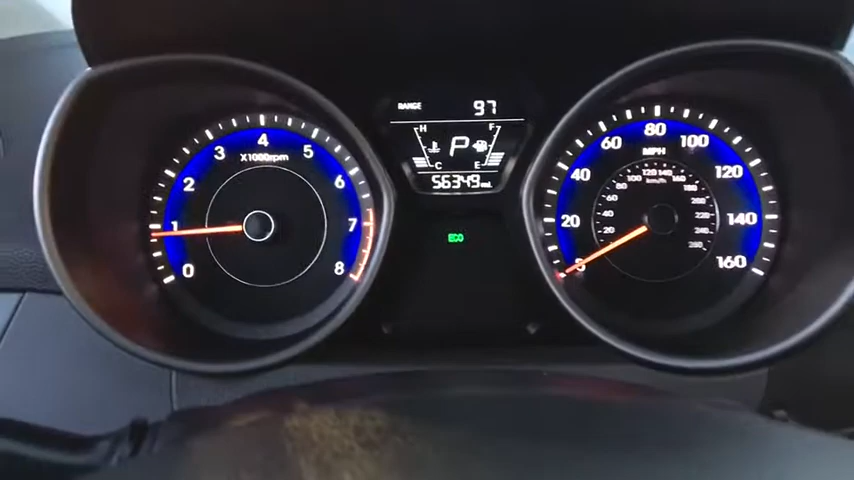 RANGE 97
H F
P
C E
56349 mi
ECO
0 1 2 3 4 5 6 7 8
X1000rpm
20 40 60 80 100 120 140 160
MPH
20 40 60 80 100 120 140 160 180 200 220 240 260
km/h